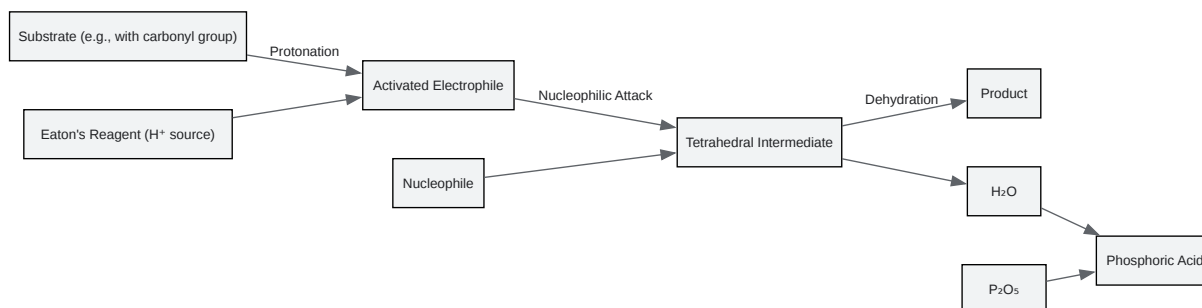 Substrate (e.g., with carbonyl group)
Protonation
Eaton's Reagent (H⁺ source)
Activated Electrophile
Nucleophilic Attack
Nucleophile
Tetrahedral Intermediate
Dehydration
Product
H₂O
P₂O₅
Phosphoric Acid